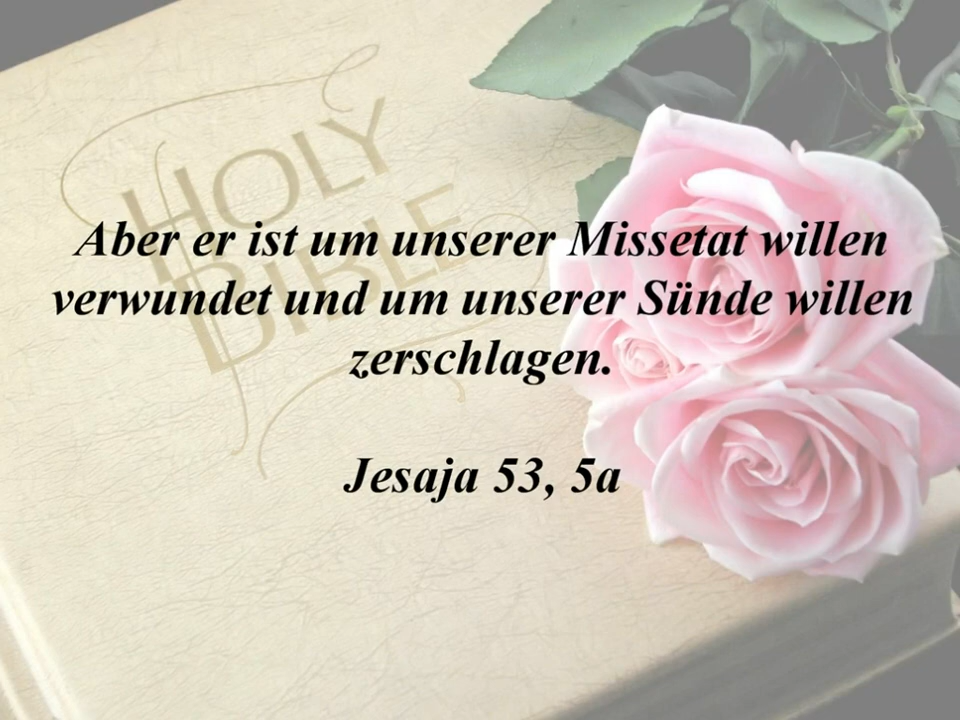 HOLY
BIBLE
Aber er ist um unserer Missetat willen
verwundet und um unserer Sünde willen
zerschlagen.
Jesaja 53, 5a